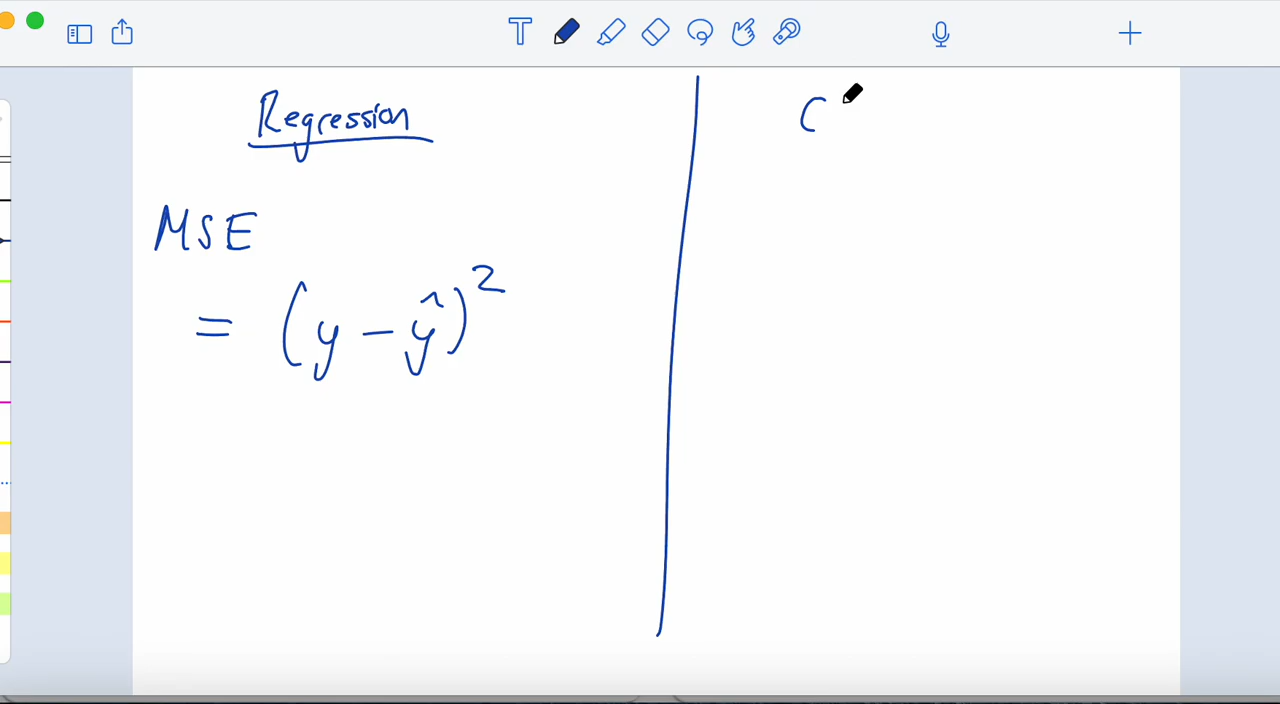 Regression
MSE
= (y - ŷ)²
C